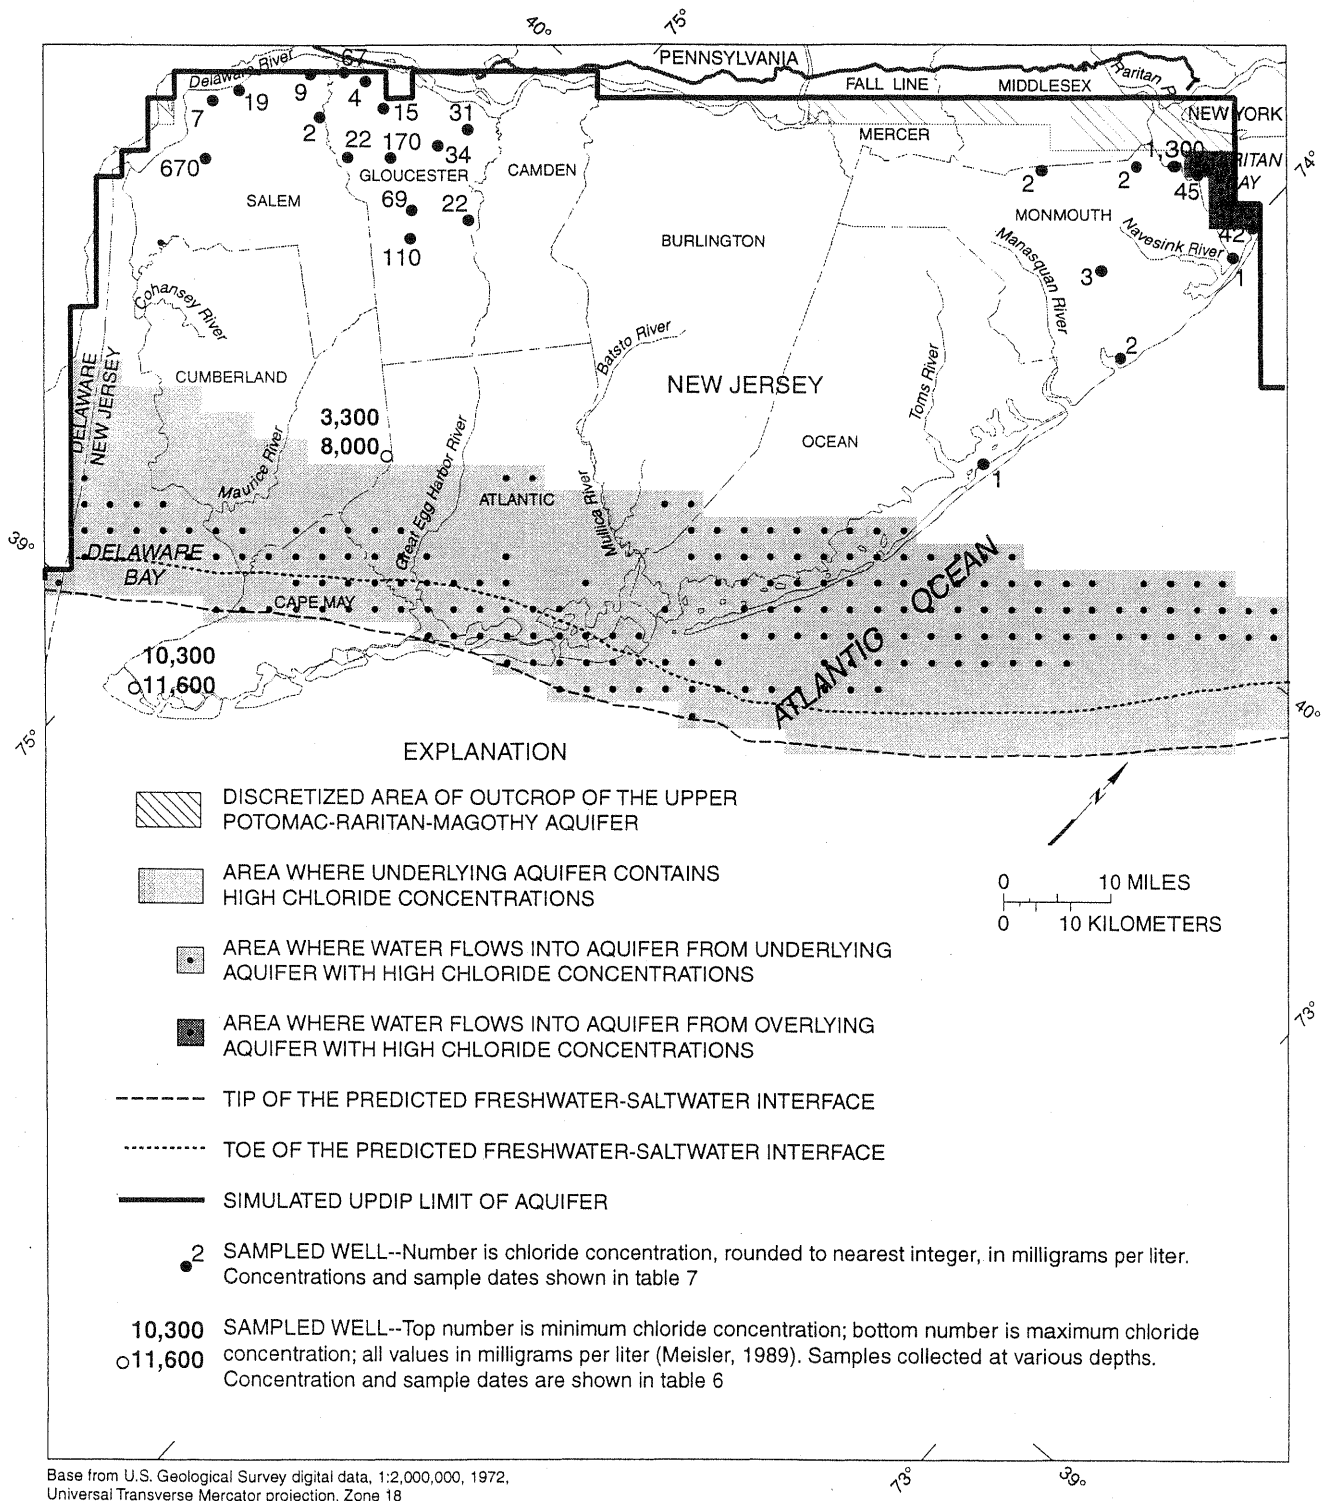 40°
75°
PENNSYLVANIA
67
Delaware River
FALL LINE
MIDDLESEX
Raritan R
9
4
19
7
15
NEW YORK
31
2
MERCER
22
170
34
1,300
74°
670
GLOUCESTER
CAMDEN
2
2
45
RITAN
AY
SALEM
69
22
MONMOUTH
42
BURLINGTON
Navesink River
110
Manasquan River
3
1
Cohansey River
2
Batsto River
DELAWARE
NEW JERSEY
CUMBERLAND
NEW JERSEY
Toms River
3,300
8,000
OCEAN
Maurice River
Great Egg Harbor River
ATLANTIC
Mullica River
1
39°
DELAWARE
BAY
CAPE MAY
ATLANTIC OCEAN
10,300
11,600
75°
40°
EXPLANATION
N
DISCRETIZED AREA OF OUTCROP OF THE UPPER
POTOMAC-RARITAN-MAGOTHY AQUIFER
AREA WHERE UNDERLYING AQUIFER CONTAINS
HIGH CHLORIDE CONCENTRATIONS
0 10 MILES
0 10 KILOMETERS
AREA WHERE WATER FLOWS INTO AQUIFER FROM UNDERLYING
AQUIFER WITH HIGH CHLORIDE CONCENTRATIONS
73°
AREA WHERE WATER FLOWS INTO AQUIFER FROM OVERLYING
AQUIFER WITH HIGH CHLORIDE CONCENTRATIONS
TIP OF THE PREDICTED FRESHWATER-SALTWATER INTERFACE
TOE OF THE PREDICTED FRESHWATER-SALTWATER INTERFACE
SIMULATED UPDIP LIMIT OF AQUIFER
2 SAMPLED WELL--Number is chloride concentration, rounded to nearest integer, in milligrams per liter.
Concentrations and sample dates shown in table 7
10,300 SAMPLED WELL--Top number is minimum chloride concentration; bottom number is maximum chloride
11,600 concentration; all values in milligrams per liter (Meisler, 1989). Samples collected at various depths.
Concentration and sample dates are shown in table 6
73°
39°
Base from U.S. Geological Survey digital data, 1:2,000,000, 1972,
Universal Transverse Mercator projection, Zone 18